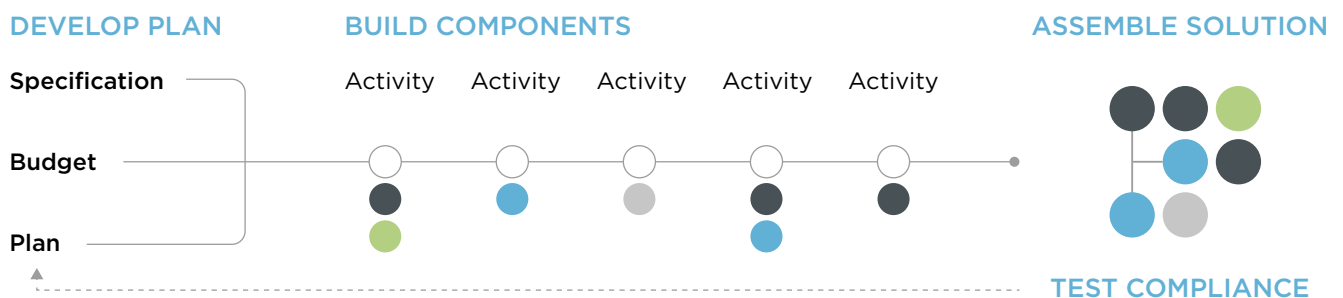 DEVELOP PLAN
BUILD COMPONENTS
ASSEMBLE SOLUTION
Specification
Activity Activity Activity Activity Activity
Budget
Plan
TEST COMPLIANCE